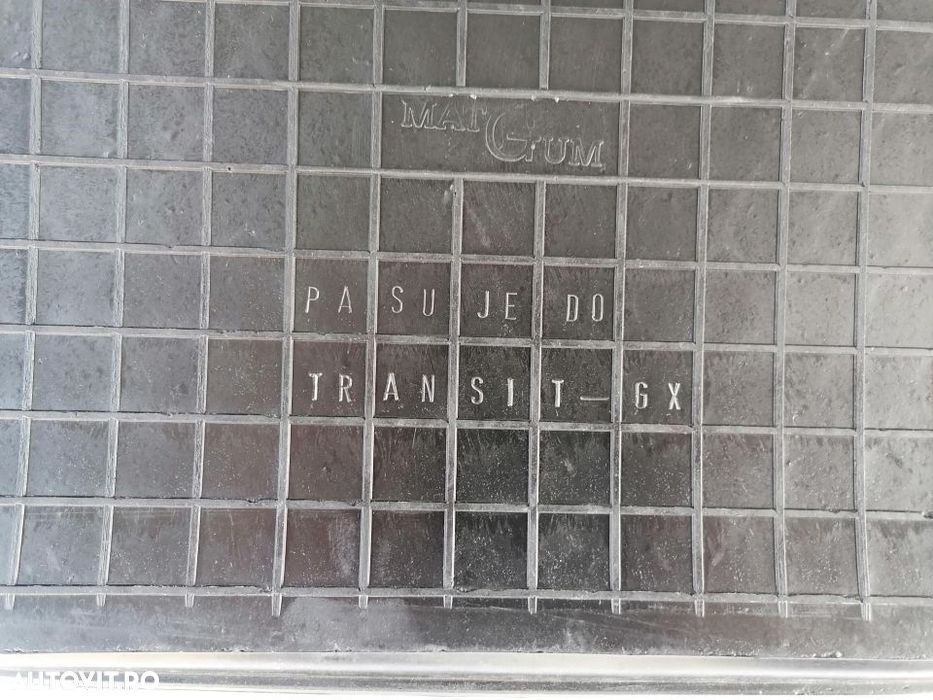 MATGUM
PASUJE DO
TRANSIT-GX
AUTOVIT.RO